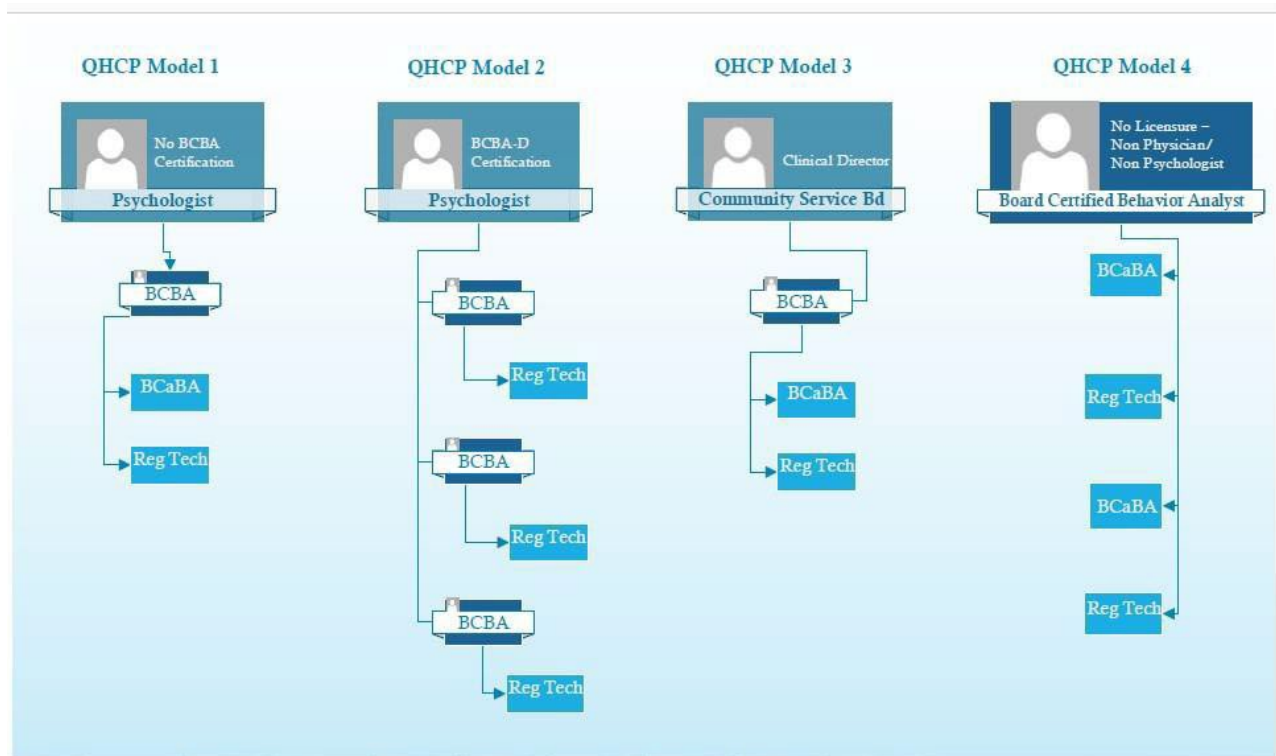 QHCP Model 1
No BCBA
Certification
Psychologist
BCBA
BCaBA
Reg Tech
QHCP Model 2
BCBA-D
Certification
Psychologist
BCBA
Reg Tech
BCBA
Reg Tech
BCBA
Reg Tech
QHCP Model 3
Clinical Director
Community Service Bd
BCBA
BCaBA
Reg Tech
QHCP Model 4
No Licensure –
Non Physician/
Non Psychologist
Board Certified Behavior Analyst
BCaBA
Reg Tech
BCaBA
Reg Tech